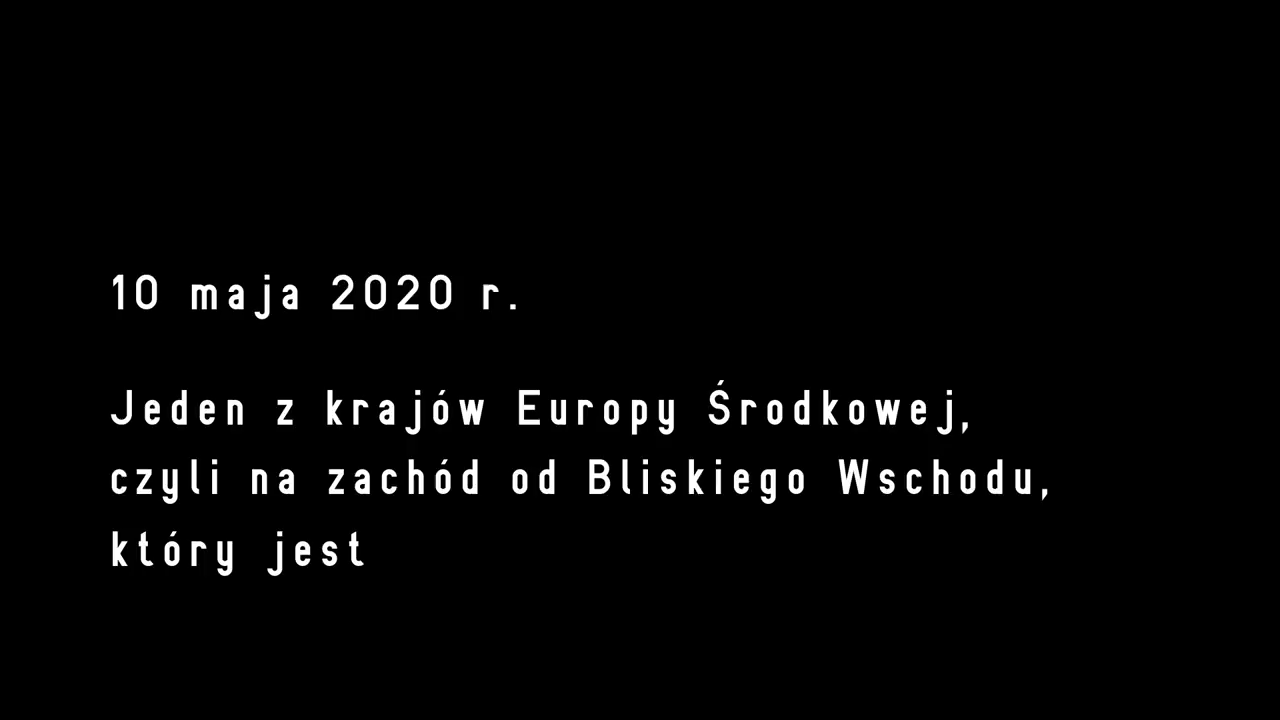 10 maja 2020 r.
Jeden z krajów Europy Środkowej,
czyli na zachód od Bliskiego Wschodu,
który jest